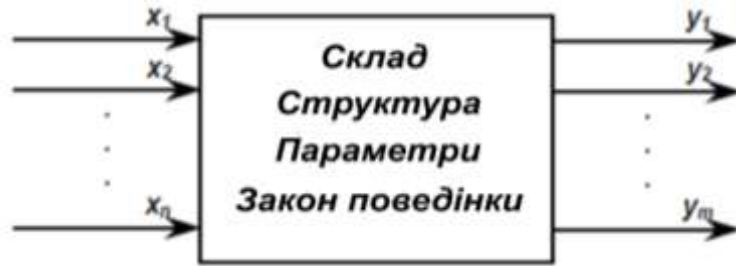 x₁ y₁
Склад
x₂ y₂
Структура
Параметри
Закон поведінки
xₙ yₘ